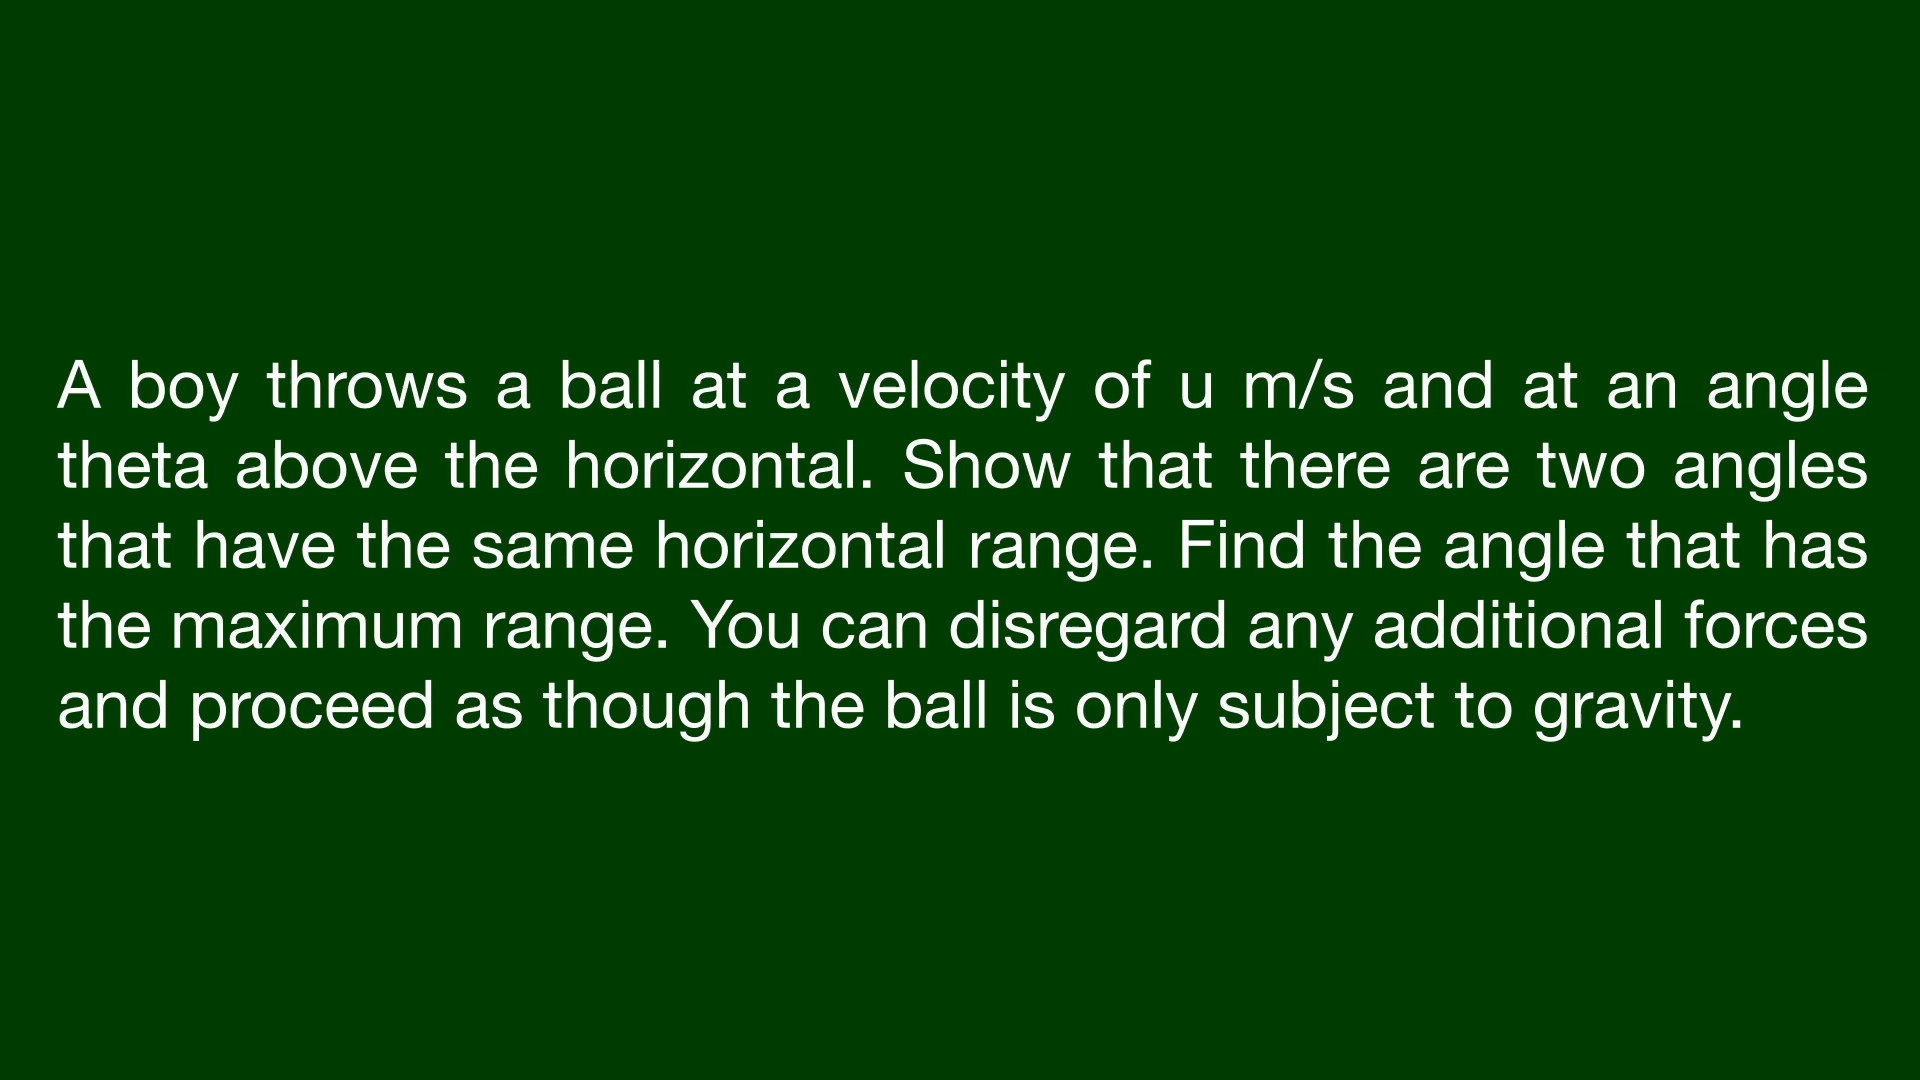 A boy throws a ball at a velocity of u m/s and at an angle
theta above the horizontal. Show that there are two angles
that have the same horizontal range. Find the angle that has
the maximum range. You can disregard any additional forces
and proceed as though the ball is only subject to gravity.